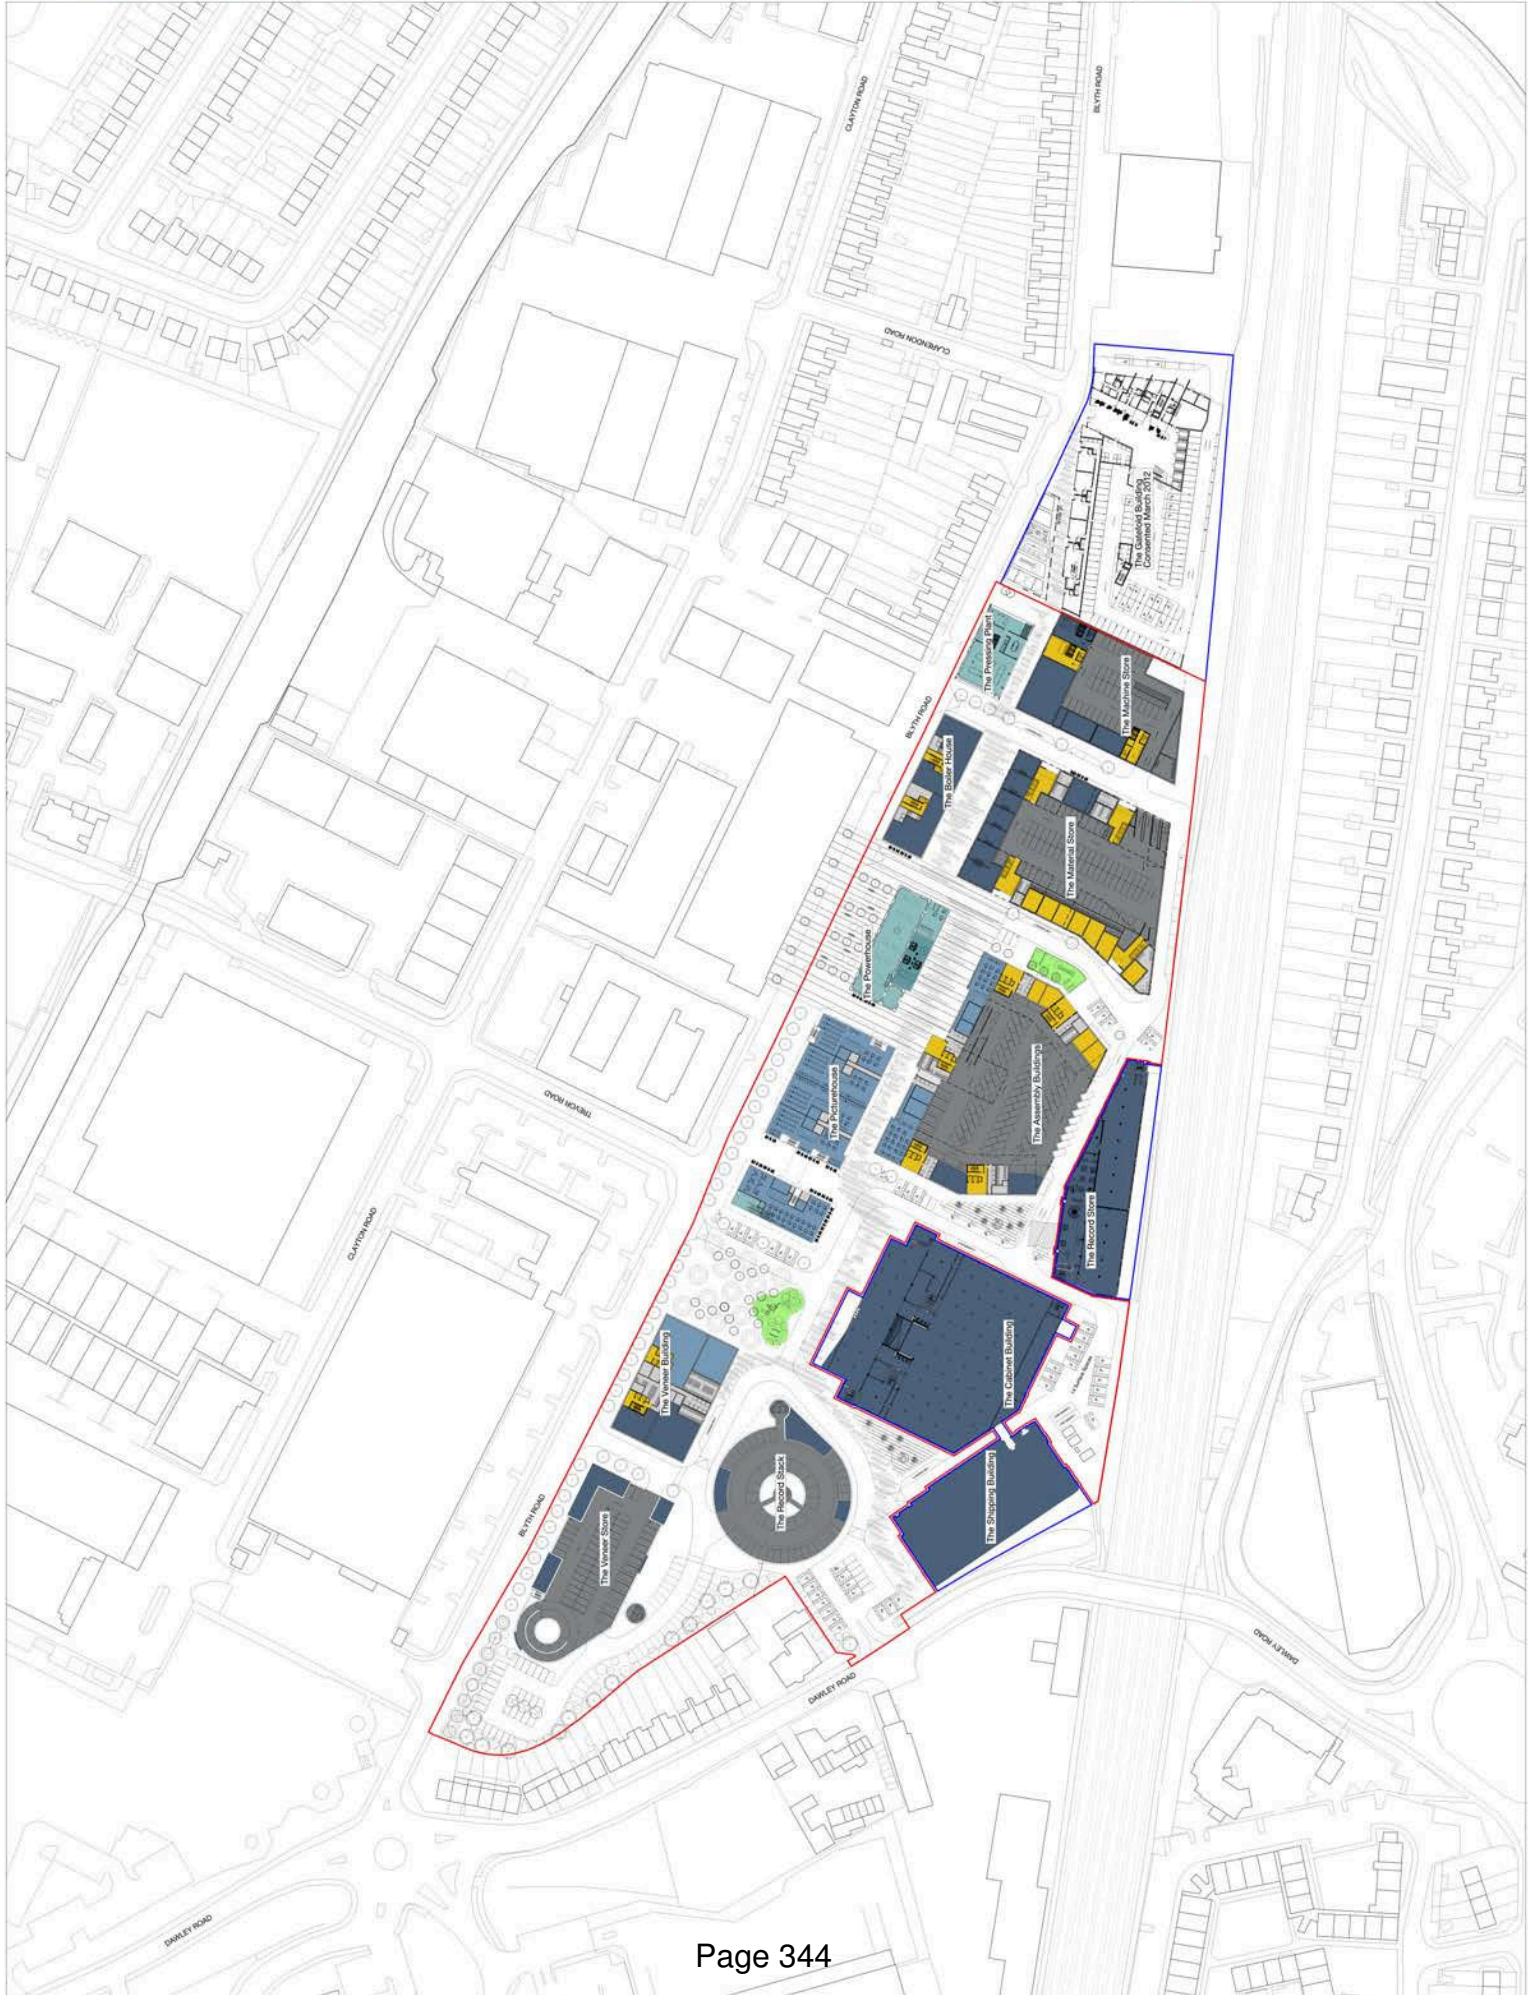 CLAYTON ROAD
BLYTH ROAD
CLARENDON ROAD
The Gatefold Building
Consented March 2012
The Pressing Plant
The Machine Store
BLYTH ROAD
The Boiler House
The Material Store
The Powerhouse
The Assembly Buildings
The Picturehouse
TREVOR ROAD
The Record Store
CLAYTON ROAD
The Cabinet Building
The Veneer Building
The Record Stack
The Shipping Building
BLYTH ROAD
The Veneer Store
DAWLEY ROAD
DAWLEY ROAD
DAWLEY ROAD
Page 344